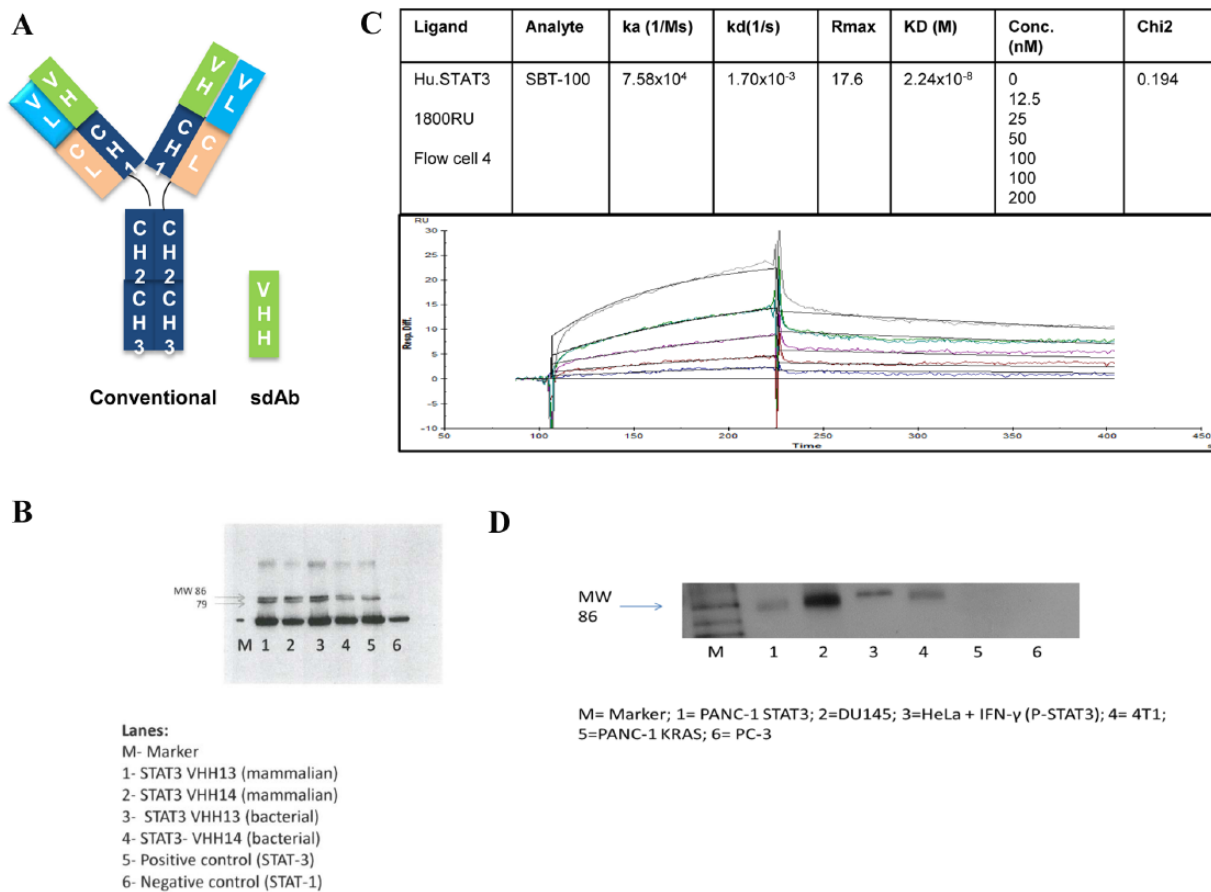 A
V
H
V
L
C
H
1
C
L
V
H
V
L
C
H
1
C
L
C
H
2
C
H
3
C
H
2
C
H
3
V
H
H
Conventional sdAb
C
Ligand Analyte ka (1/Ms) kd(1/s) Rmax KD (M) Conc. (nM) Chi2
Hu.STAT3 SBT-100 7.58x10⁴ 1.70x10⁻³ 17.6 2.24x10⁻⁸ 0 0.194
12.5
1800RU 25
50
Flow cell 4 100
100
200
RU
30
25
20
15
10
5
0
-5
-10
Resp. Diff.
50 100 150 200 250 300 350 400 450
Time s
B
MW 86
79
M 1 2 3 4 5 6
Lanes:
M- Marker
1- STAT3 VHH13 (mammalian)
2- STAT3 VHH14 (mammalian)
3- STAT3 VHH13 (bacterial)
4- STAT3- VHH14 (bacterial)
5- Positive control (STAT-3)
6- Negative control (STAT-1)
D
MW
86
M 1 2 3 4 5 6
M= Marker; 1= PANC-1 STAT3; 2=DU145; 3=HeLa + IFN-γ (P-STAT3); 4= 4T1;
5=PANC-1 KRAS; 6= PC-3